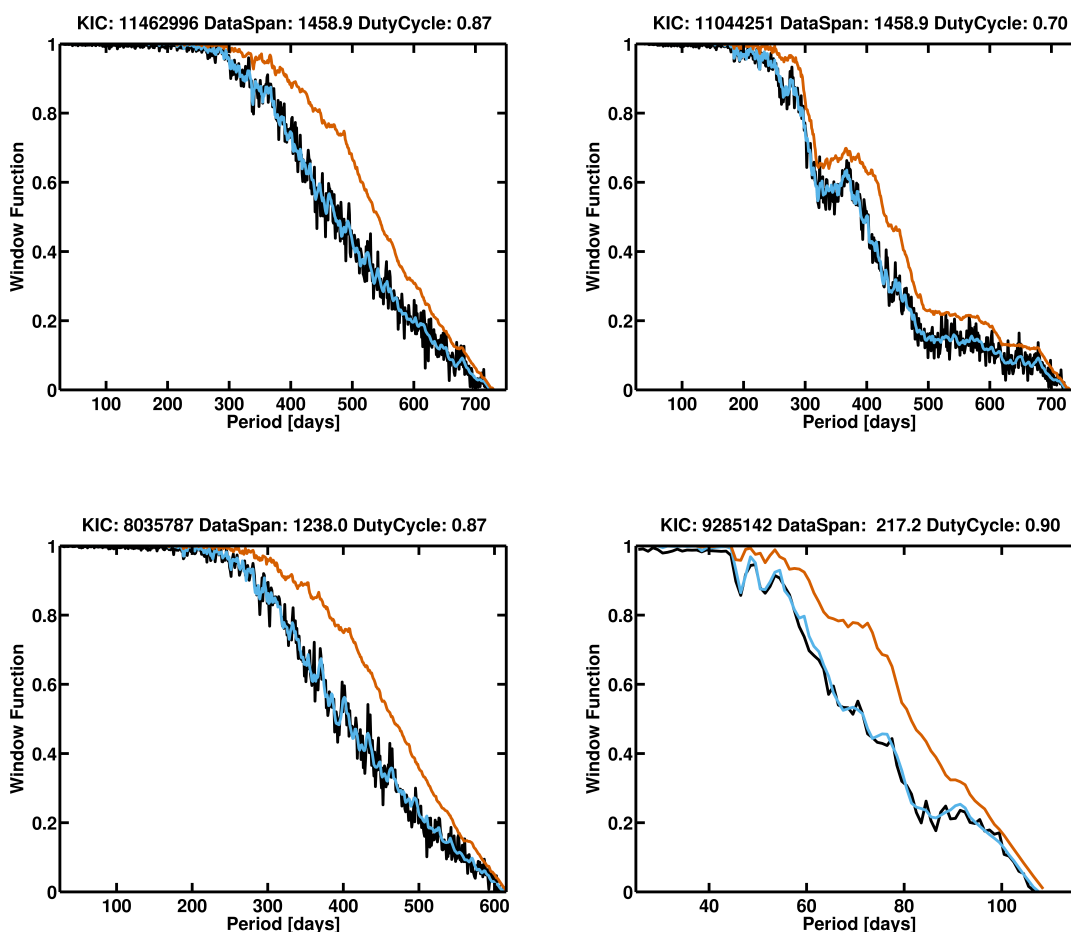 KIC: 11462996 DataSpan: 1458.9 DutyCycle: 0.87
Window Function
1
0.8
0.6
0.4
0.2
0
100 200 300 400 500 600 700
Period [days]
KIC: 11044251 DataSpan: 1458.9 DutyCycle: 0.70
Window Function
1
0.8
0.6
0.4
0.2
0
100 200 300 400 500 600 700
Period [days]
KIC: 8035787 DataSpan: 1238.0 DutyCycle: 0.87
Window Function
1
0.8
0.6
0.4
0.2
0
100 200 300 400 500 600
Period [days]
KIC: 9285142 DataSpan: 217.2 DutyCycle: 0.90
Window Function
1
0.8
0.6
0.4
0.2
0
40 60 80 100
Period [days]